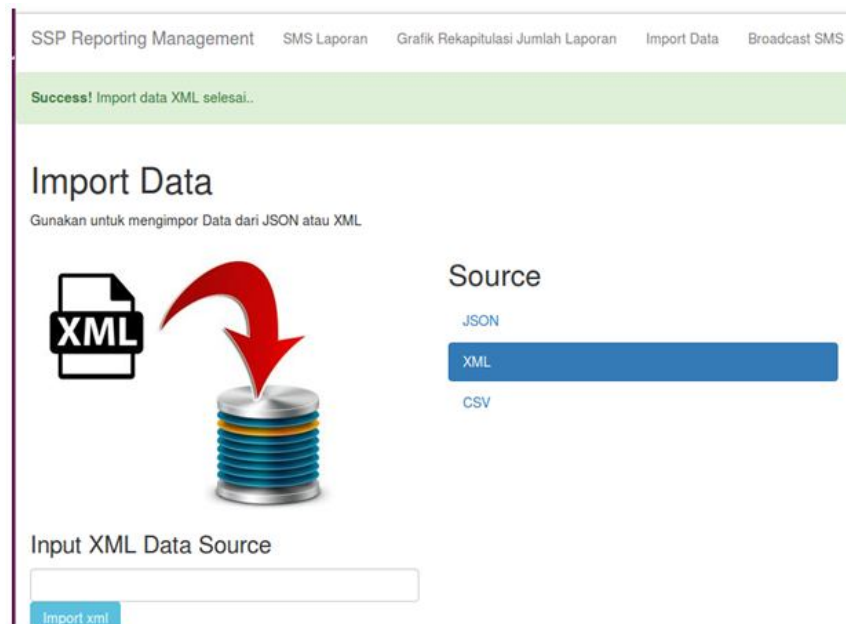 SSP Reporting Management SMS Laporan Grafik Rekapitulasi Jumlah Laporan Import Data Broadcast SMS
Success! Import data XML selesai..
Import Data
Gunakan untuk mengimpor Data dari JSON atau XML
XML
Source
JSON
XML
CSV
Input XML Data Source
Import xml